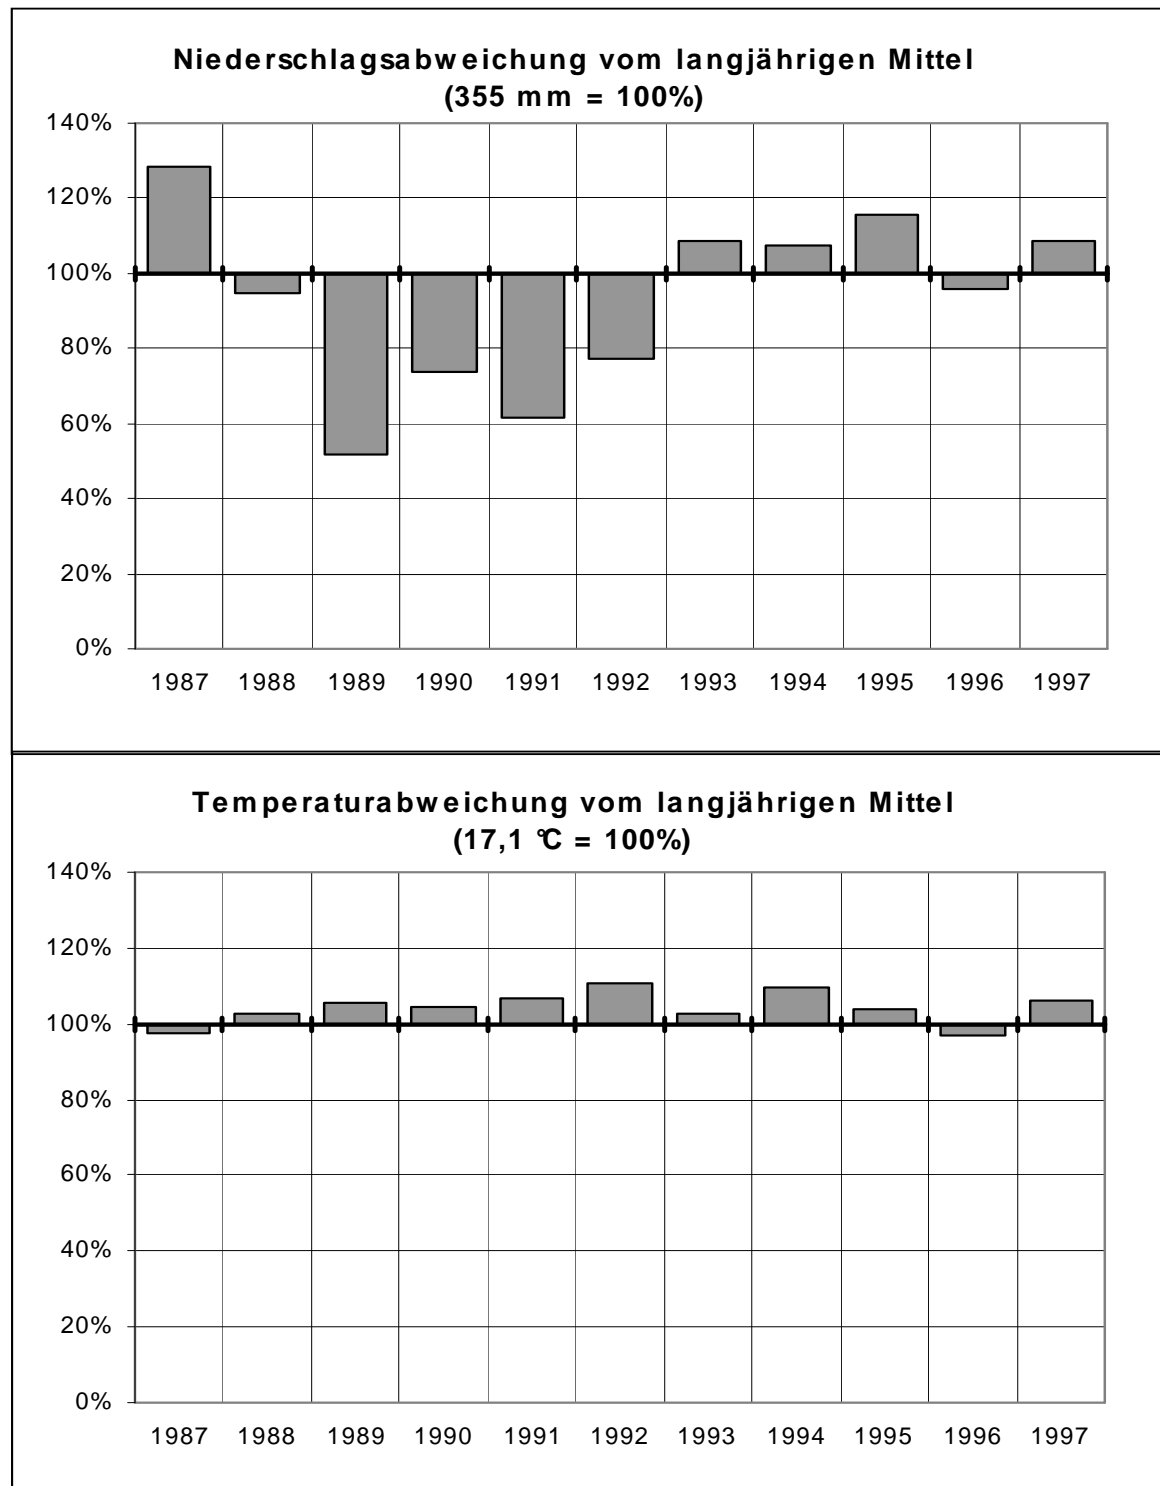 Niederschlagsabweichung vom langjährigen Mittel
(355 mm = 100%)
140%
120%
100%
80%
60%
40%
20%
0%
1987 1988 1989 1990 1991 1992 1993 1994 1995 1996 1997
Temperaturabweichung vom langjährigen Mittel
(17,1 °C = 100%)
140%
120%
100%
80%
60%
40%
20%
0%
1987 1988 1989 1990 1991 1992 1993 1994 1995 1996 1997